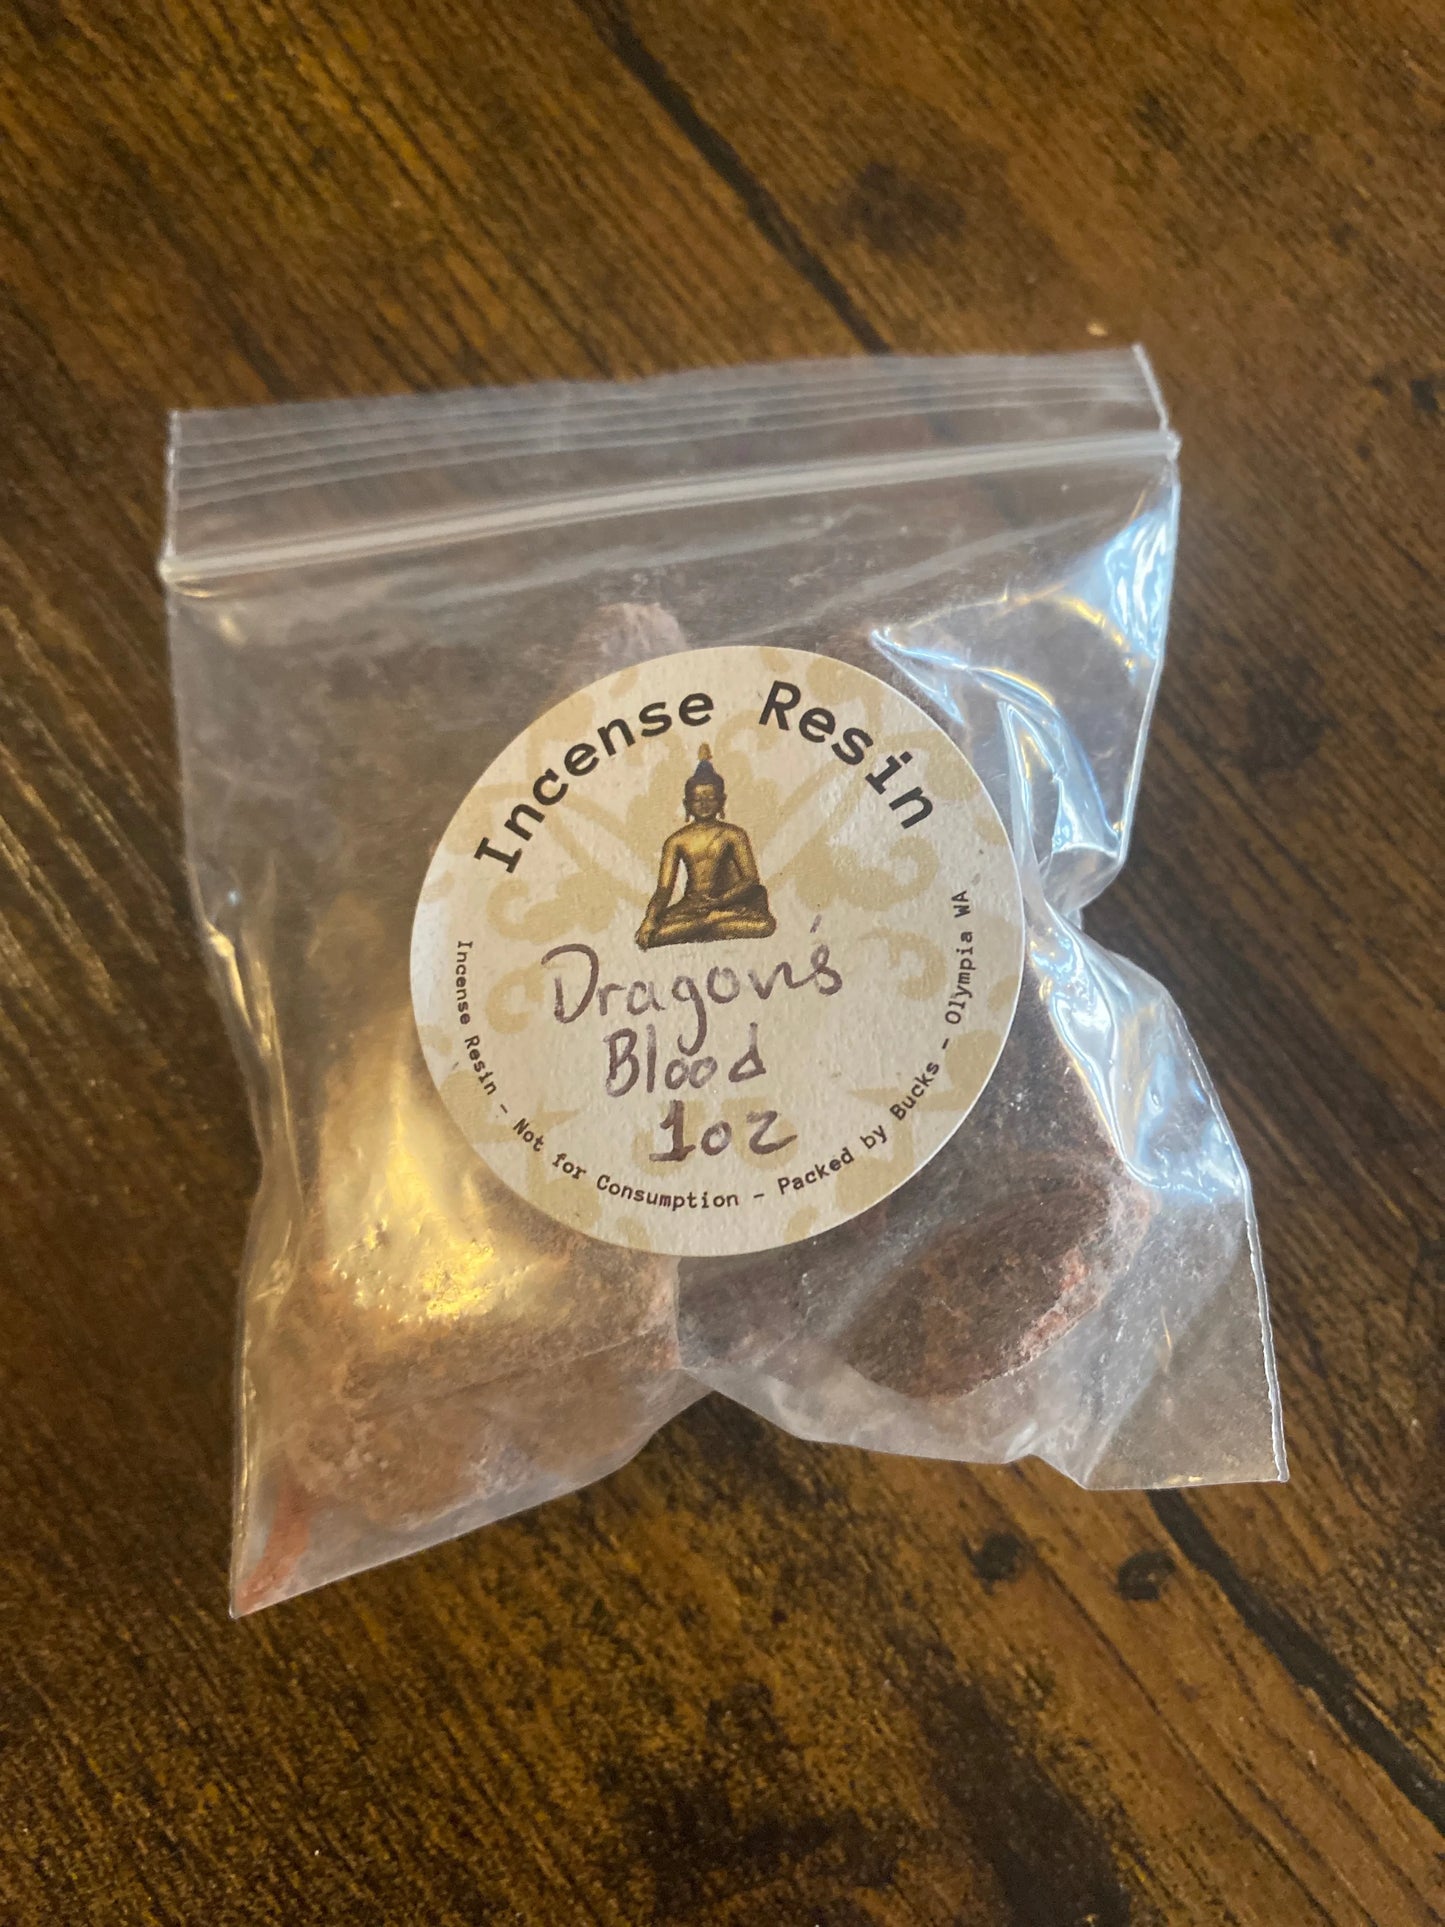 Incense Resin
Dragon's
Blood
1oz
Incense Resin - Not for Consumption - Packed by Bucks - Olympia WA